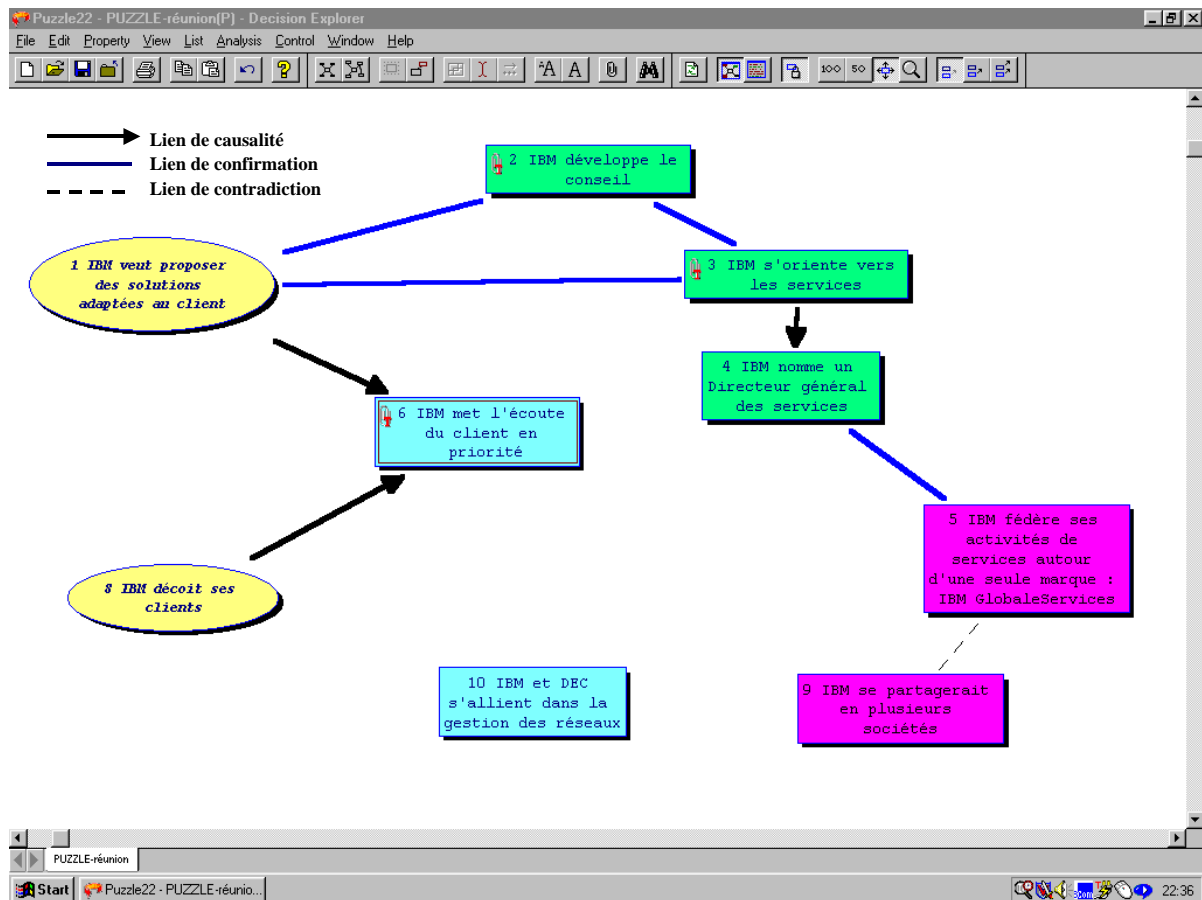 Puzzle22 - PUZZLE-réunion(P) - Decision Explorer
File Edit Property View List Analysis Control Window Help
100 50
Lien de causalité
Lien de confirmation
Lien de contradiction
2 IBM développe le
conseil
1 IBM veut proposer
des solutions
adaptées au client
3 IBM s'oriente vers
les services
4 IBM nomme un
Directeur général
des services
6 IBM met l'écoute
du client en
priorité
5 IBM fédère ses
activités de
services autour
d'une seule marque :
IBM GlobaleServices
8 IBM décoit ses
clients
10 IBM et DEC
s'allient dans la
gestion des réseaux
9 IBM se partagerait
en plusieurs
sociétés
PUZZLE-réunion
Start Puzzle22 - PUZZLE-réunio... 22:36